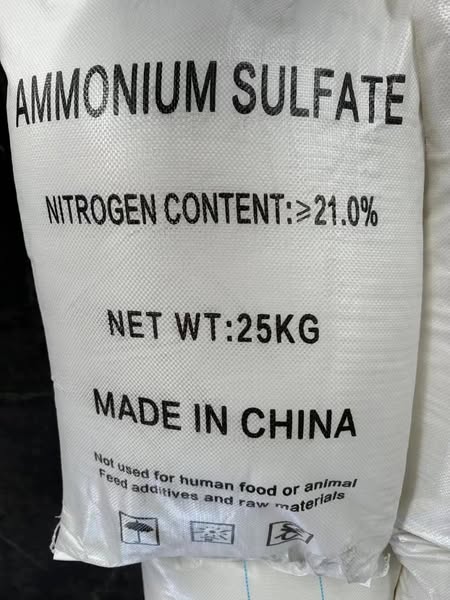 AMMONIUM SULFATE
NITROGEN CONTENT:⩾21.0%
NET WT:25KG
MADE IN CHINA
Not used for human food or animal
Feed additives and raw materials